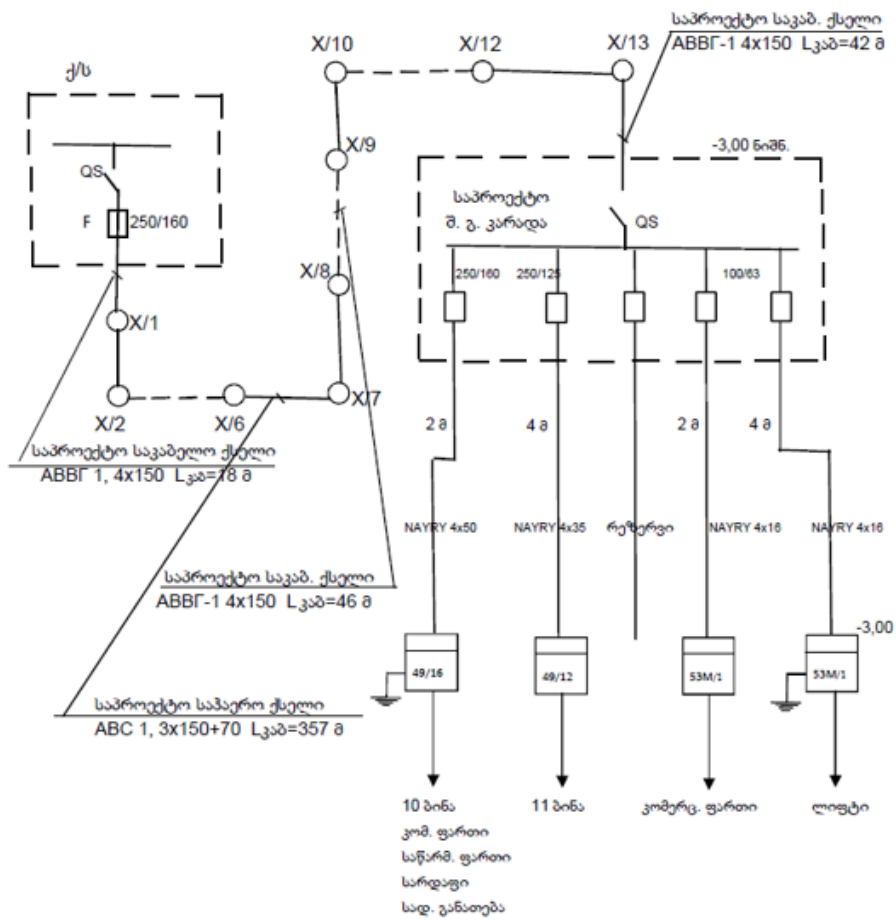 საპროექტო საკაბ. ქსელი
АВВГ-1 4x150 Lკაბ=42 მ
X/10
X/12
X/13
ქ/ს
X/9
-3,00 ნიშნ.
QS
F
250/160
საპროექტო
შ. გ. კარადა
QS
X/8
250/160
250/125
100/63
X/1
X/2
X/6
X/7
2 მ
4 მ
2 მ
4 მ
საპროექტო საკაბელო ქსელი
АВВГ 1, 4x150 Lკაბ=18 მ
NAYRY 4x50
NAYRY 4x35
რეზერვი
NAYRY 4x16
NAYRY 4x16
საპროექტო საკაბ. ქსელი
АВВГ-1 4x150 Lკაბ=46 მ
-3,00
49/16
49/12
53M/1
53M/1
საპროექტო საჰაერო ქსელი
ABC 1, 3x150+70 Lკაბ=357 მ
10 ბინა
კომ. ფართი
საწარმ. ფართი
სარდაფი
სად. განათება
11 ბინა
კომერც. ფართი
ლიფტი